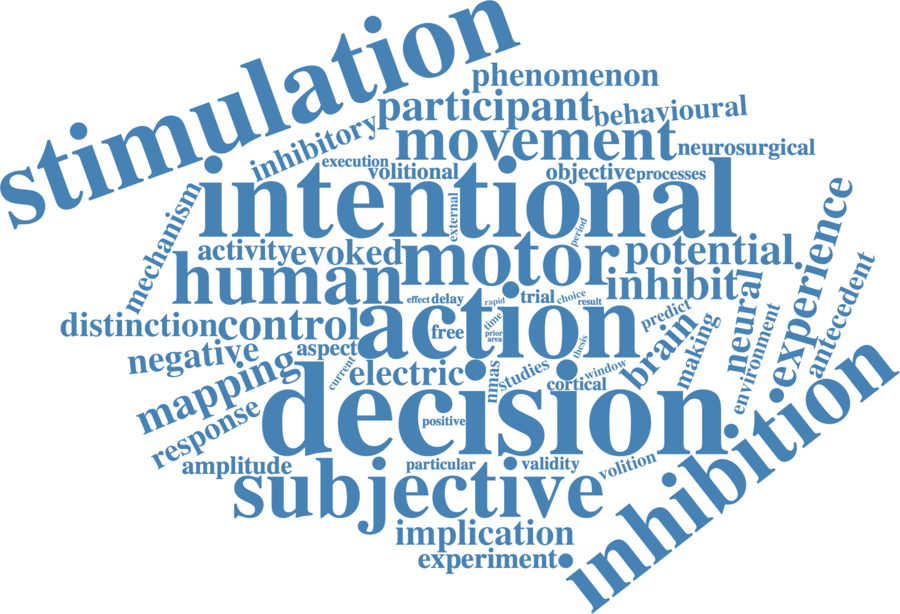 stimulation
phenomenon
participant
behavioural
inhibitory
movement
neurosurgical
execution
volitional
objective
processes
intentional
mechanism
external
period
experience
activity
evoked
motor
potential
human
inhibit
antecedent
effect
delay
rapid
trial
choice
result
neural
distinction
control
action
free
time
prior
area
predict
environment
negative
aspect
thesis
brain
making
mapping
current
electric
nmas
studies
window
cortical
response
decision
positive
inhibition
amplitude
particular
validity
volition
subjective
implication
experiment